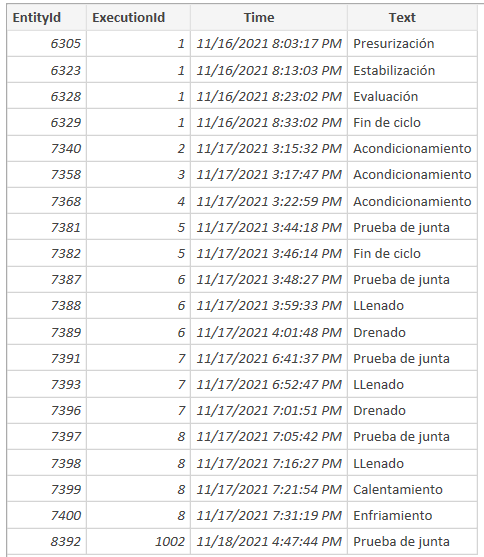 EntityId ExecutionId Time Text
6305 1 11/16/2021 8:03:17 PM Presurización
6323 1 11/16/2021 8:13:03 PM Estabilización
6328 1 11/16/2021 8:23:02 PM Evaluación
6329 1 11/16/2021 8:33:02 PM Fin de ciclo
7340 2 11/17/2021 3:15:32 PM Acondicionamiento
7358 3 11/17/2021 3:17:47 PM Acondicionamiento
7368 4 11/17/2021 3:22:59 PM Acondicionamiento
7381 5 11/17/2021 3:44:18 PM Prueba de junta
7382 5 11/17/2021 3:46:14 PM Fin de ciclo
7387 6 11/17/2021 3:48:27 PM Prueba de junta
7388 6 11/17/2021 3:59:33 PM LLenado
7389 6 11/17/2021 4:01:48 PM Drenado
7391 7 11/17/2021 6:41:37 PM Prueba de junta
7393 7 11/17/2021 6:52:47 PM LLenado
7396 7 11/17/2021 7:01:51 PM Drenado
7397 8 11/17/2021 7:05:42 PM Prueba de junta
7398 8 11/17/2021 7:16:27 PM LLenado
7399 8 11/17/2021 7:21:54 PM Calentamiento
7400 8 11/17/2021 7:31:19 PM Enfriamiento
8392 1002 11/18/2021 4:47:44 PM Prueba de junta